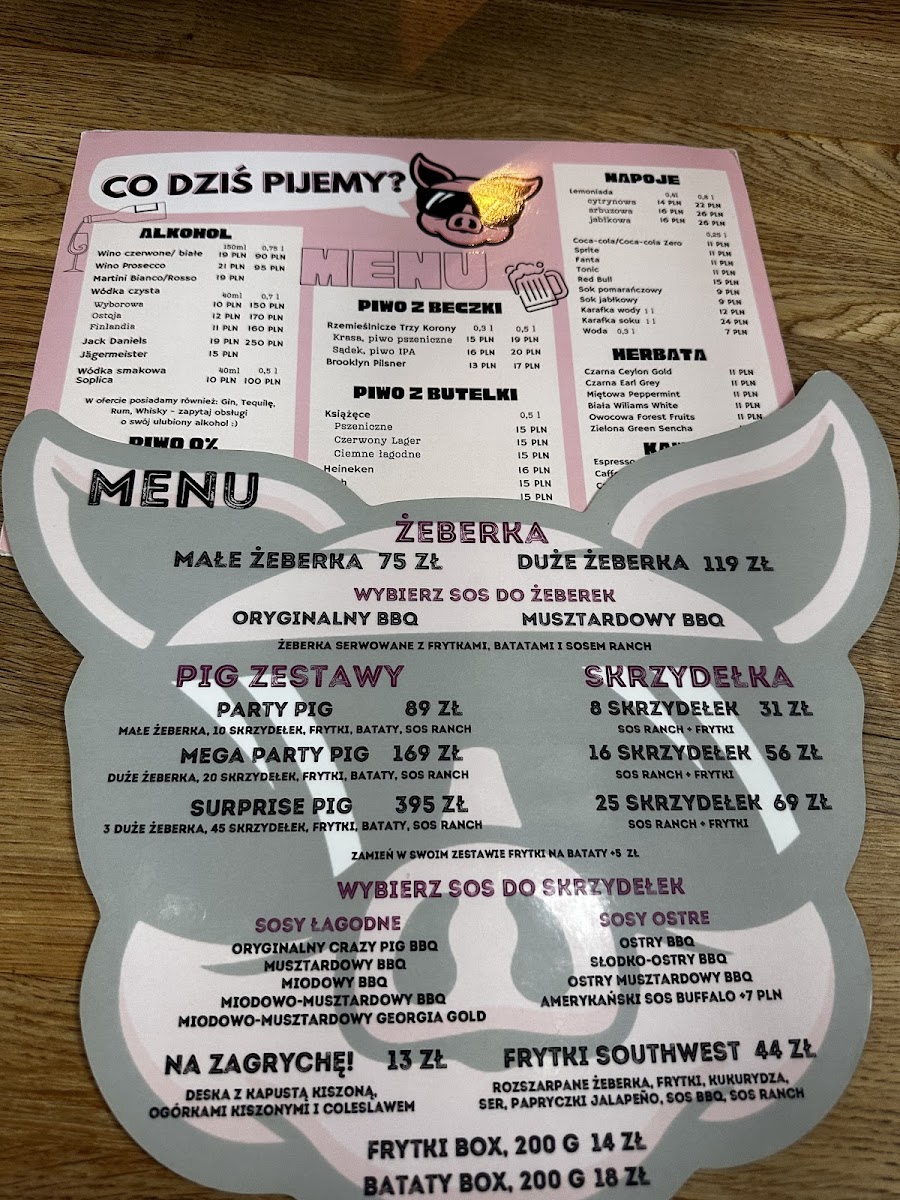 CO DZIŚ PIJEMY?
MENU
ALKOHOL
150ml 0,75 l
Wino czerwone/ białe 19 PLN 90 PLN
Wino Prosecco 21 PLN 95 PLN
Martini Bianco/Rosso 19 PLN
Wódka czysta 40ml 0,7 l
Wyborowa 10 PLN 150 PLN
Ostoja 12 PLN 170 PLN
Finlandia 11 PLN 160 PLN
Jack Daniels 19 PLN 250 PLN
Jägermeister 15 PLN
Wódka smakowa 40ml 0,5 l
Soplica 10 PLN 100 PLN
W ofercie posiadamy również: Gin, Tequilę,
Rum, Whisky - zapytaj obsługi
o swój ulubiony alkohol :)
PIWO 0%
PIWO Z BECZKI
Rzemieślnicze Trzy Korony 0,3 l 0,5 l
Krasa, piwo pszeniczne 15 PLN 19 PLN
Sądek, piwo IPA 16 PLN 20 PLN
Brooklyn Pilsner 13 PLN 17 PLN
PIWO Z BUTELKI
Książęce 0,5 l
Pszeniczne 15 PLN
Czerwony Lager 15 PLN
Ciemne łagodne 15 PLN
Heineken 16 PLN
15 PLN
15 PLN
NAPOJE
Lemoniada 0,4l 0,8 l
cytrynowa 14 PLN 22 PLN
arbuzowa 16 PLN 26 PLN
jabłkowa 16 PLN 26 PLN
0,25 l
Coca-cola/Coca-cola Zero 11 PLN
Sprite 11 PLN
Fanta 11 PLN
Tonic 11 PLN
Red Bull 15 PLN
Sok pomarańczowy 9 PLN
Sok jabłkowy 9 PLN
Karafka wody 1 l 12 PLN
Karafka soku 1 l 24 PLN
Woda 0,3 l 7 PLN
HERBATA
Czarna Ceylon Gold 11 PLN
Czarna Earl Grey 11 PLN
Miętowa Peppermint 11 PLN
Biała Wiliams White 11 PLN
Owocowa Forest Fruits 11 PLN
Zielona Green Sencha 11 PLN
Espresso
MENU
ŻEBERKA
MAŁE ŻEBERKA 75 ZŁ
DUŻE ŻEBERKA 119 ZŁ
WYBIERZ SOS DO ŻEBEREK
ORYGINALNY BBQ
MUSZTARDOWY BBQ
ŻEBERKA SERWOWANE Z FRYTKAMI, BATATAMI I SOSEM RANCH
PIG ZESTAWY
PARTY PIG 89 ZŁ
MAŁE ŻEBERKA, 10 SKRZYDEŁEK, FRYTKI, BATATY, SOS RANCH
MEGA PARTY PIG 169 ZŁ
DUŻE ŻEBERKA, 20 SKRZYDEŁEK, FRYTKI, BATATY, SOS RANCH
SURPRISE PIG 395 ZŁ
3 DUŻE ŻEBERKA, 45 SKRZYDEŁEK, FRYTKI, BATATY, SOS RANCH
SKRZYDEŁKA
8 SKRZYDEŁEK 31 ZŁ
SOS RANCH + FRYTKI
16 SKRZYDEŁEK 56 ZŁ
SOS RANCH + FRYTKI
25 SKRZYDEŁEK 69 ZŁ
SOS RANCH + FRYTKI
ZAMIEŃ W SWOIM ZESTAWIE FRYTKI NA BATATY +5 ZŁ
WYBIERZ SOS DO SKRZYDEŁEK
SOSY ŁAGODNE
ORYGINALNY CRAZY PIG BBQ
MUSZTARDOWY BBQ
MIODOWY BBQ
MIODOWO-MUSZTARDOWY BBQ
MIODOWO-MUSZTARDOWY GEORGIA GOLD
SOSY OSTRE
OSTRY BBQ
SŁODKO-OSTRY BBQ
OSTRY MUSZTARDOWY BBQ
AMERYKAŃSKI SOS BUFFALO +7 PLN
NA ZAGRYCHĘ! 13 ZŁ
DESKA Z KAPUSTĄ KISZONĄ,
OGÓRKAMI KISZONYMI I COLESLAWEM
FRYTKI SOUTHWEST 44 ZŁ
ROZSZARPANE ŻEBERKA, FRYTKI, KUKURYDZA,
SER, PAPRYCZKI JALAPEÑO, SOS BBQ, SOS RANCH
FRYTKI BOX, 200 G 14 ZŁ
BATATY BOX, 200 G 18 ZŁ